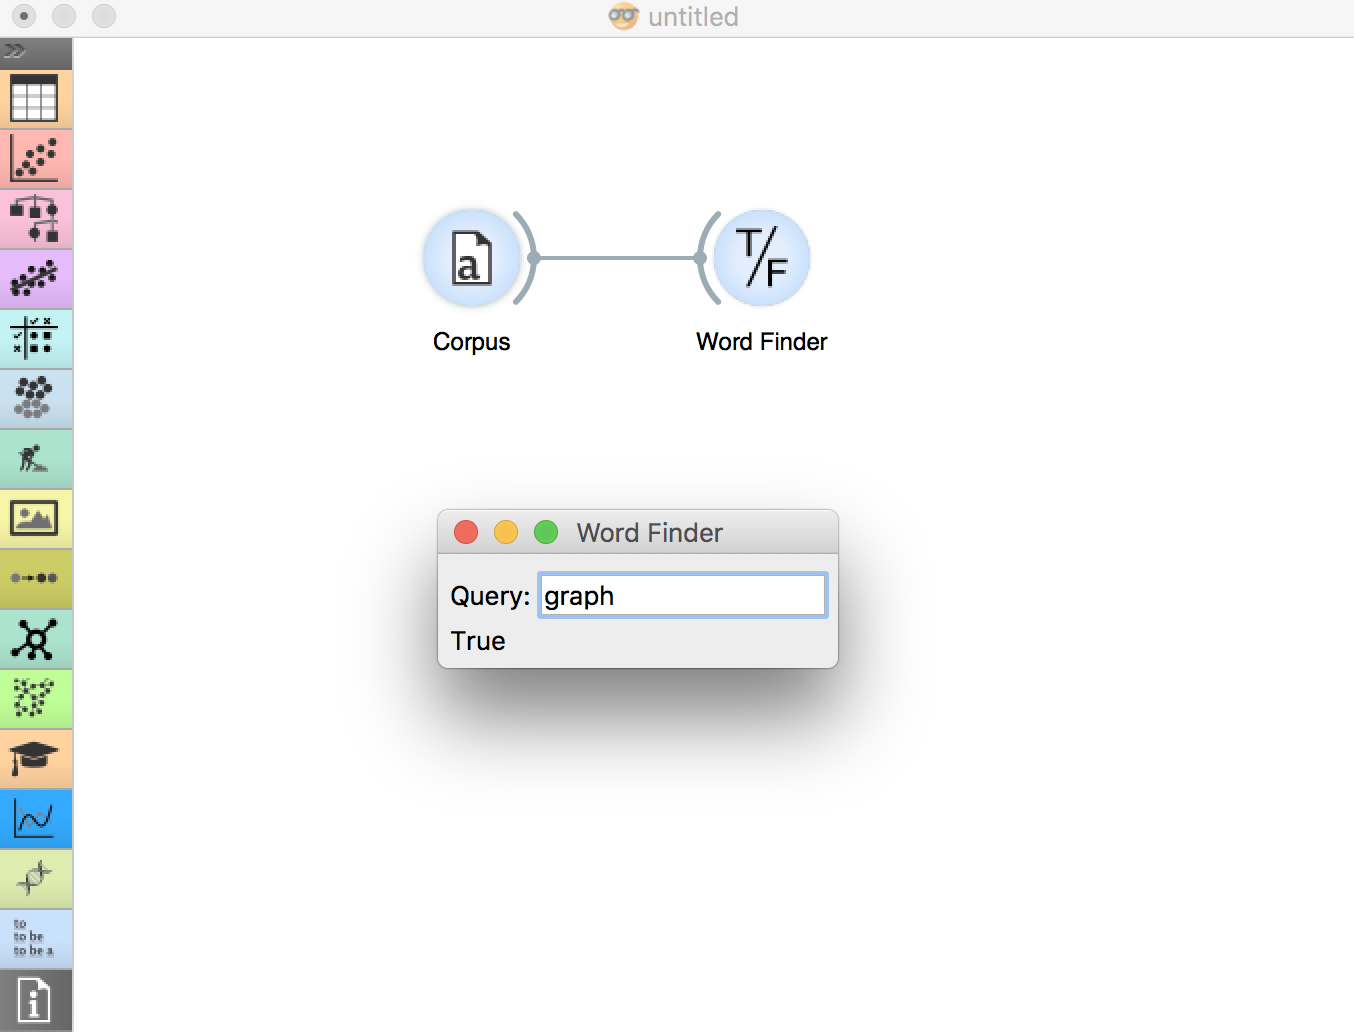 untitled
a
T/F
Corpus
Word Finder
Word Finder
Query: graph
True
to
to be
to be a
i